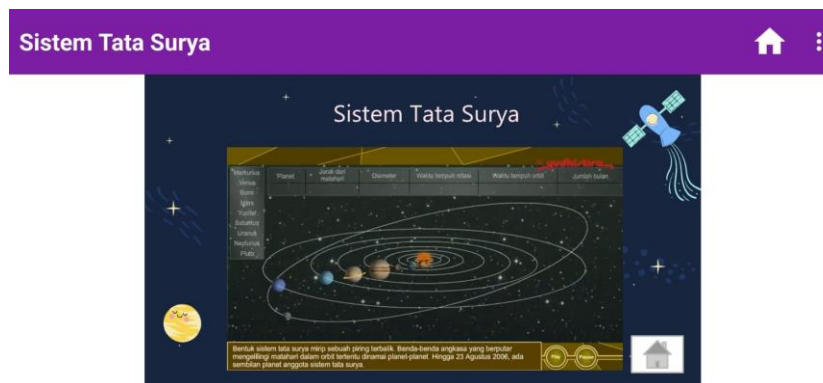 Sistem Tata Surya
Sistem Tata Surya
Planet Jarak dari matahari Diameter Waktu tempuh rotasi Waktu tempuh orbit Jumlah bulan
Merkurius
Venus
Bumi
Uranus
Neptunus
Pluto
Bentuk sistem tata surya mirip sebuah piring terbalik. Benda-benda angkasa yang berputar
mengelilingi matahari dalam orbit tertentu dinamai planet-planet. Hingga 23 Agustus 2006, ada
sembilan planet anggota sistem tata surya.
Play Pause